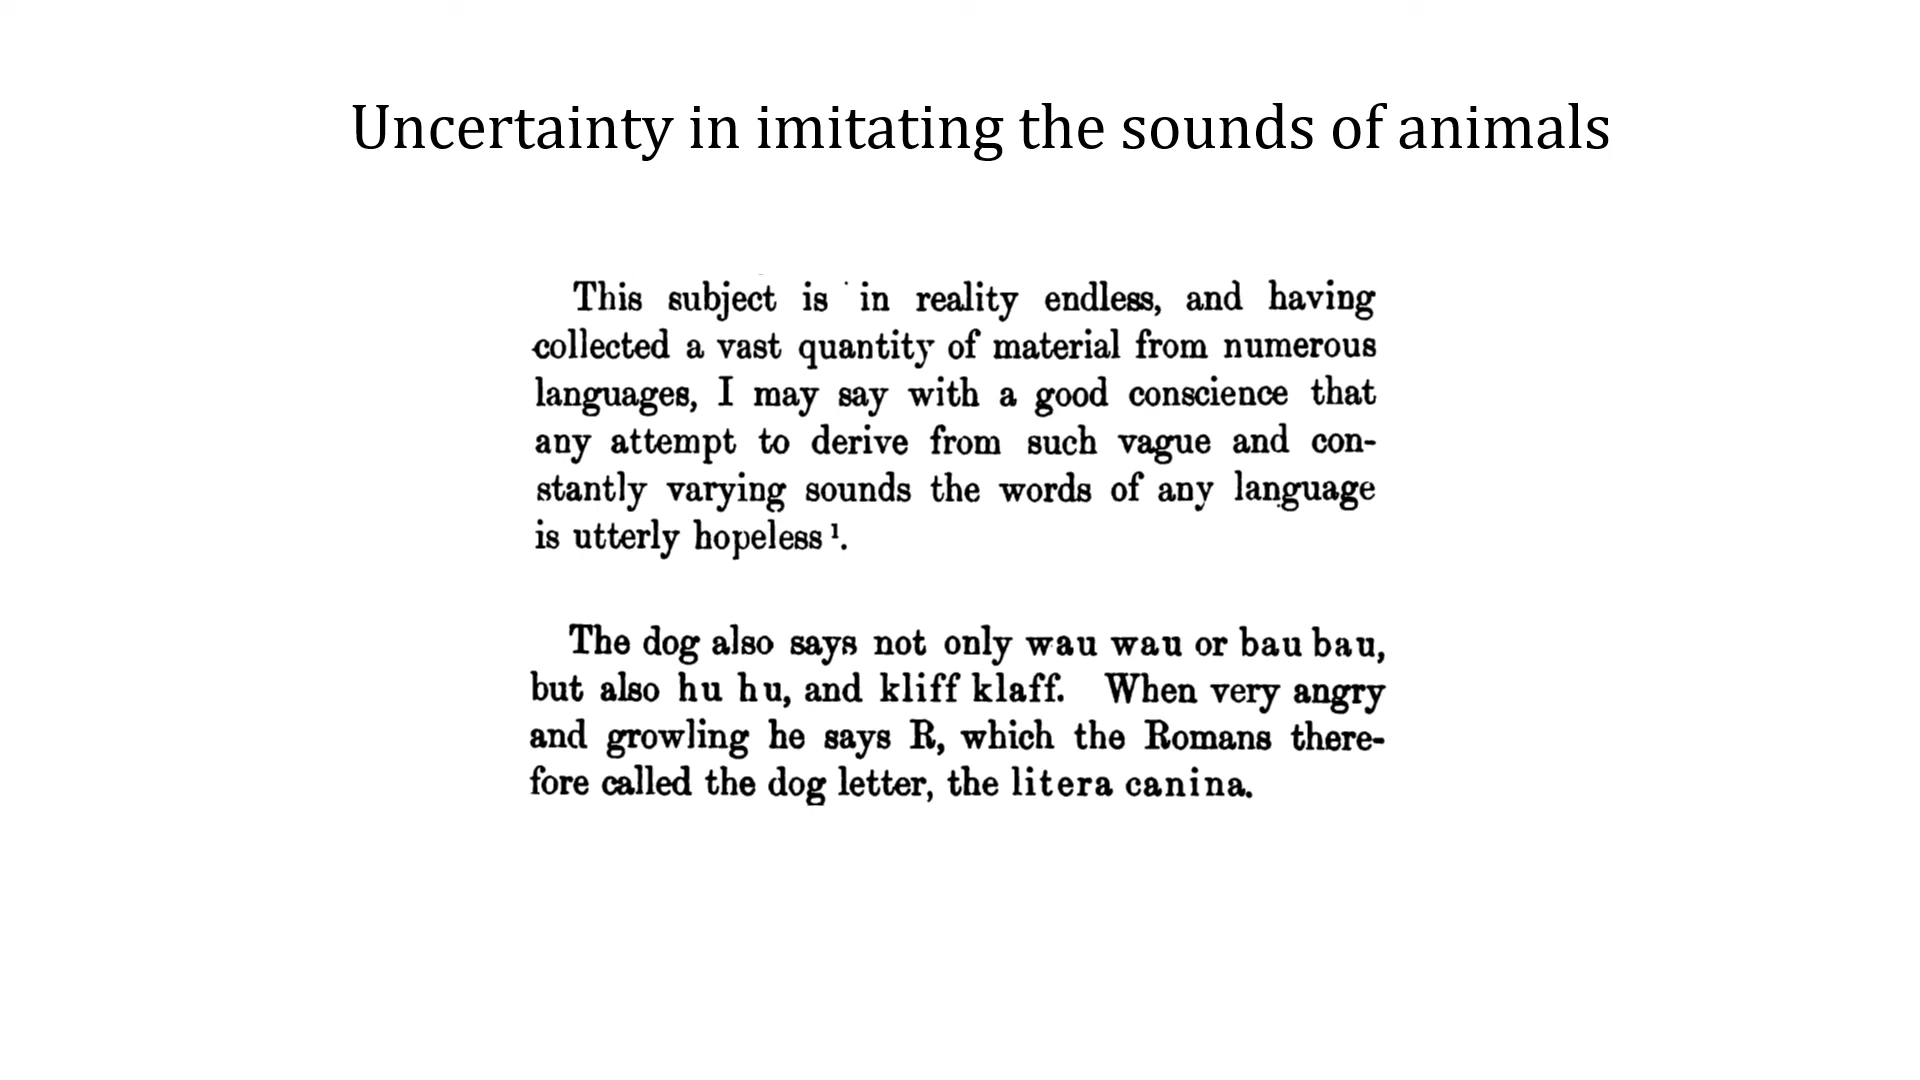 Uncertainty in imitating the sounds of animals
This subject is in reality endless, and having
collected a vast quantity of material from numerous
languages, I may say with a good conscience that
any attempt to derive from such vague and con-
stantly varying sounds the words of any language
is utterly hopeless¹.
The dog also says not only wau wau or bau bau,
but also hu hu, and kliff klaff. When very angry
and growling he says R, which the Romans there-
fore called the dog letter, the litera canina.